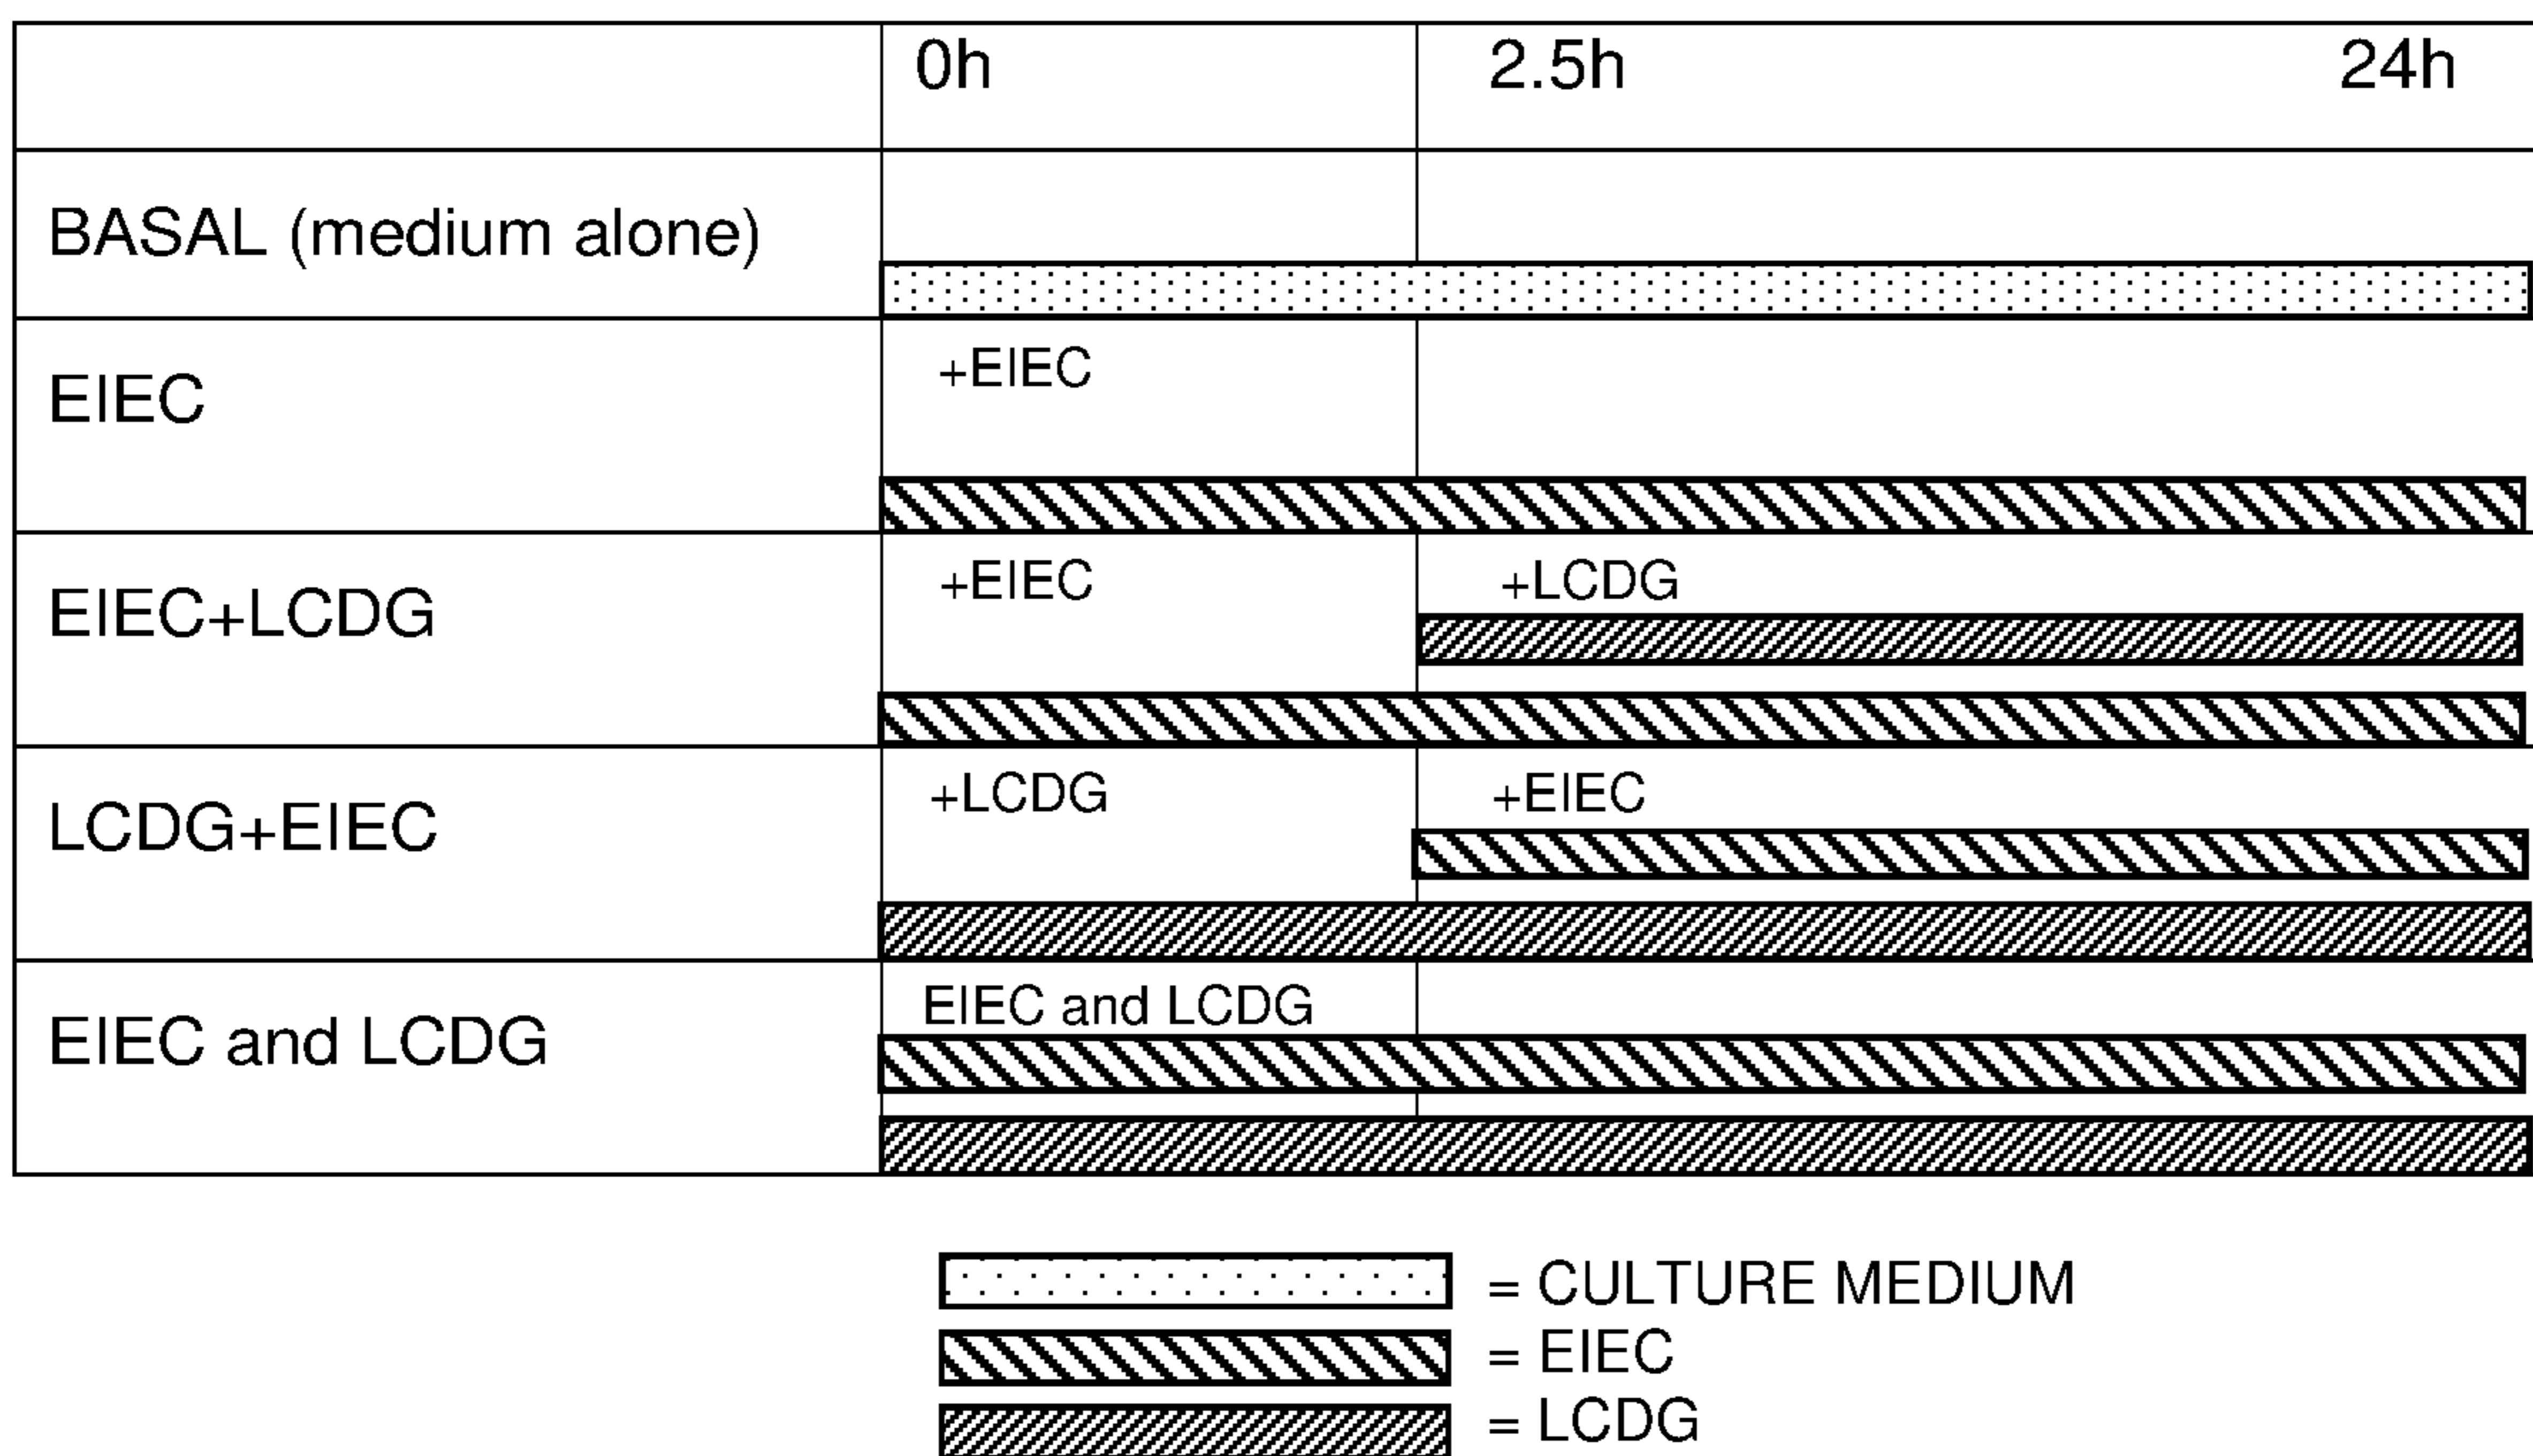 0h 2.5h 24h
BASAL (medium alone)
EIEC +EIEC
EIEC+LCDG +EIEC +LCDG
LCDG+EIEC +LCDG +EIEC
EIEC and LCDG EIEC and LCDG
= CULTURE MEDIUM
= EIEC
= LCDG